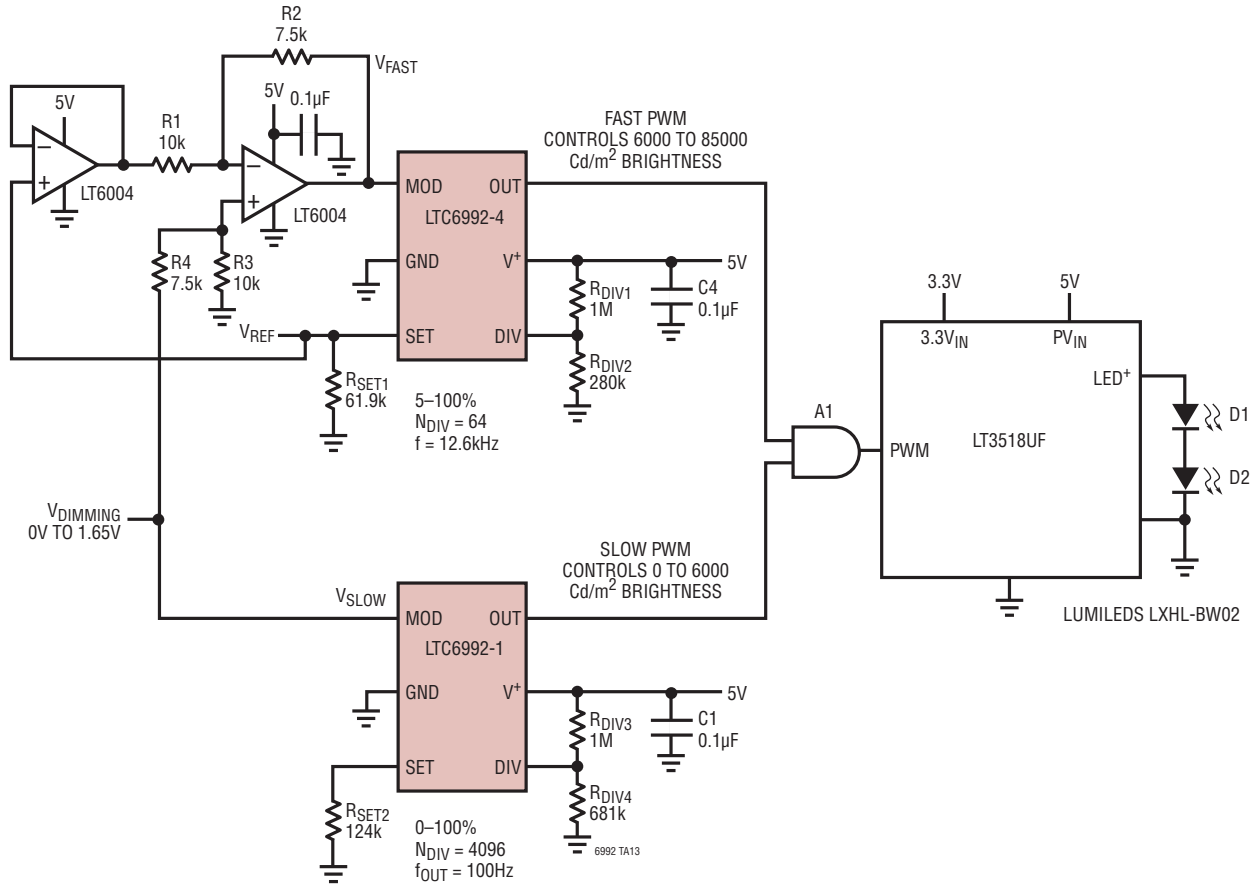 R2
7.5k
VFAST
5V
0.1µF
5V
R1
10k
−
+
LT6004
−
+
LT6004
R4
7.5k
R3
10k
FAST PWM
CONTROLS 6000 TO 85000
Cd/m² BRIGHTNESS
MOD
OUT
LTC6992-4
GND
V+
5V
RDIV1
1M
C4
0.1µF
VREF
SET
DIV
RSET1
61.9k
RDIV2
280k
5–100%
NDIV = 64
f = 12.6kHz
3.3V
5V
3.3VIN
PVIN
LED+
A1
PWM
LT3518UF
D1
D2
VDIMMING
0V TO 1.65V
SLOW PWM
CONTROLS 0 TO 6000
Cd/m² BRIGHTNESS
LUMILEDS LXHL-BW02
VSLOW
MOD
OUT
LTC6992-1
GND
V+
5V
RDIV3
1M
C1
0.1µF
SET
DIV
RSET2
124k
RDIV4
681k
0–100%
NDIV = 4096
fOUT = 100Hz
6992 TA13